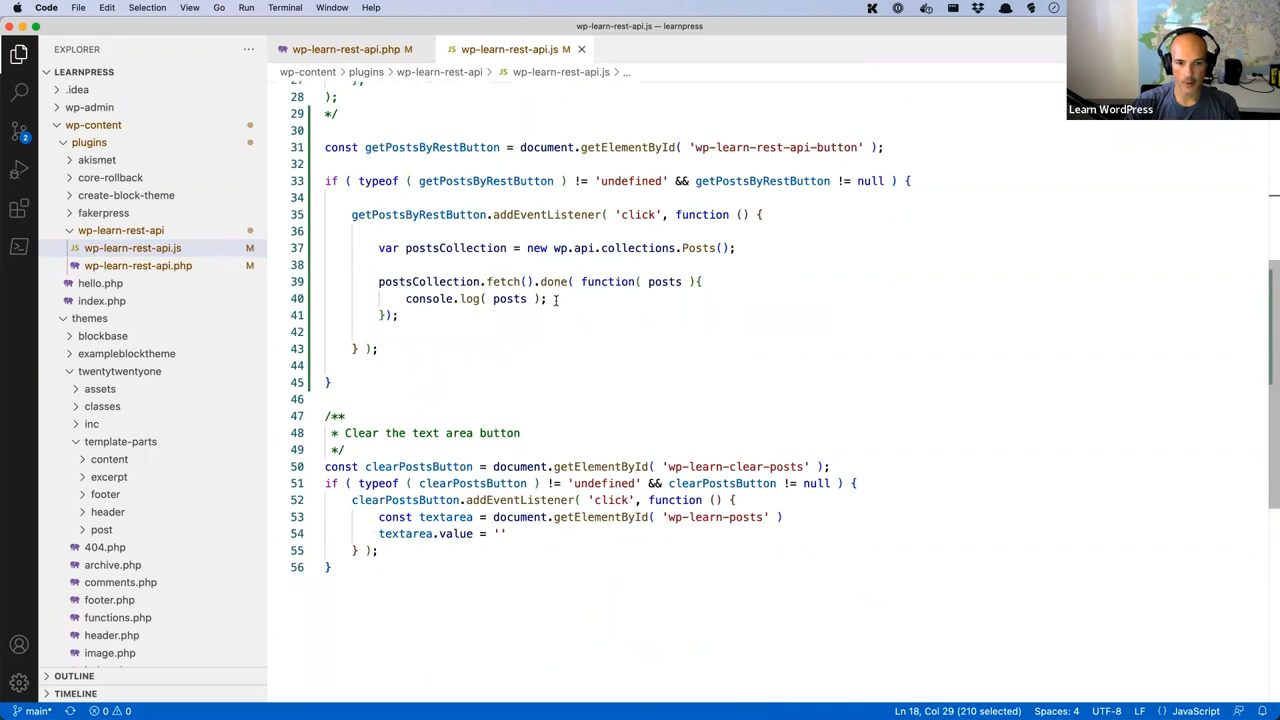 Code File Edit Selection View Go Run Terminal Window Help
wp-learn-rest-api.js — learnpress
EXPLORER
LEARNPRESS
.idea
wp-admin
wp-content
plugins
akismet
core-rollback
create-block-theme
fakerpress
wp-learn-rest-api
wp-learn-rest-api.js M
wp-learn-rest-api.php M
hello.php
index.php
themes
blockbase
exampleblocktheme
twentytwentyone
assets
classes
inc
template-parts
content
excerpt
footer
header
post
404.php
archive.php
comments.php
footer.php
functions.php
header.php
image.php
OUTLINE
TIMELINE
2
wp-learn-rest-api.php M wp-learn-rest-api.js M
wp-content > plugins > wp-learn-rest-api > wp-learn-rest-api.js > ...
28 );
29 */
30
31 const getPostsByRestButton = document.getElementById( 'wp-learn-rest-api-button' );
32
33 if ( typeof ( getPostsByRestButton ) != 'undefined' && getPostsByRestButton != null ) {
34
35 getPostsByRestButton.addEventListener( 'click', function () {
36
37 var postsCollection = new wp.api.collections.Posts();
38
39 postsCollection.fetch().done( function( posts ){
40 console.log( posts );
41 });
42
43 } );
44
45 }
46
47 /**
48 * Clear the text area button
49 */
50 const clearPostsButton = document.getElementById( 'wp-learn-clear-posts' );
51 if ( typeof ( clearPostsButton ) != 'undefined' && clearPostsButton != null ) {
52 clearPostsButton.addEventListener( 'click', function () {
53 const textarea = document.getElementById( 'wp-learn-posts' )
54 textarea.value = ''
55 } );
56 }
Learn WordPress
main* 0 0 Ln 18, Col 29 (210 selected) Spaces: 4 UTF-8 LF {} JavaScript